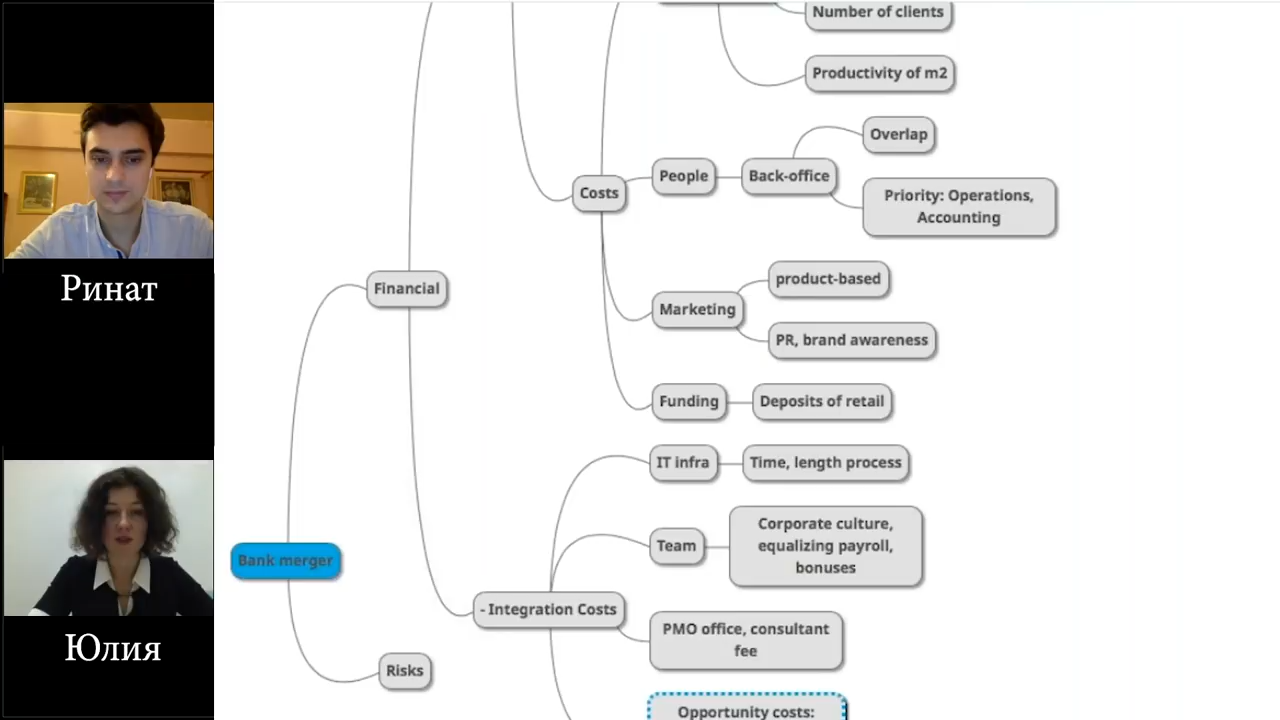 Number of clients
Productivity of m2
Overlap
People
Back-office
Costs
Priority: Operations,
Accounting
product-based
Ринат
Financial
Marketing
PR, brand awareness
Funding
Deposits of retail
IT infra
Time, length process
Corporate culture,
equalizing payroll,
bonuses
Team
Bank merger
- Integration Costs
PMO office, consultant
fee
Юлия
Risks
Opportunity costs: